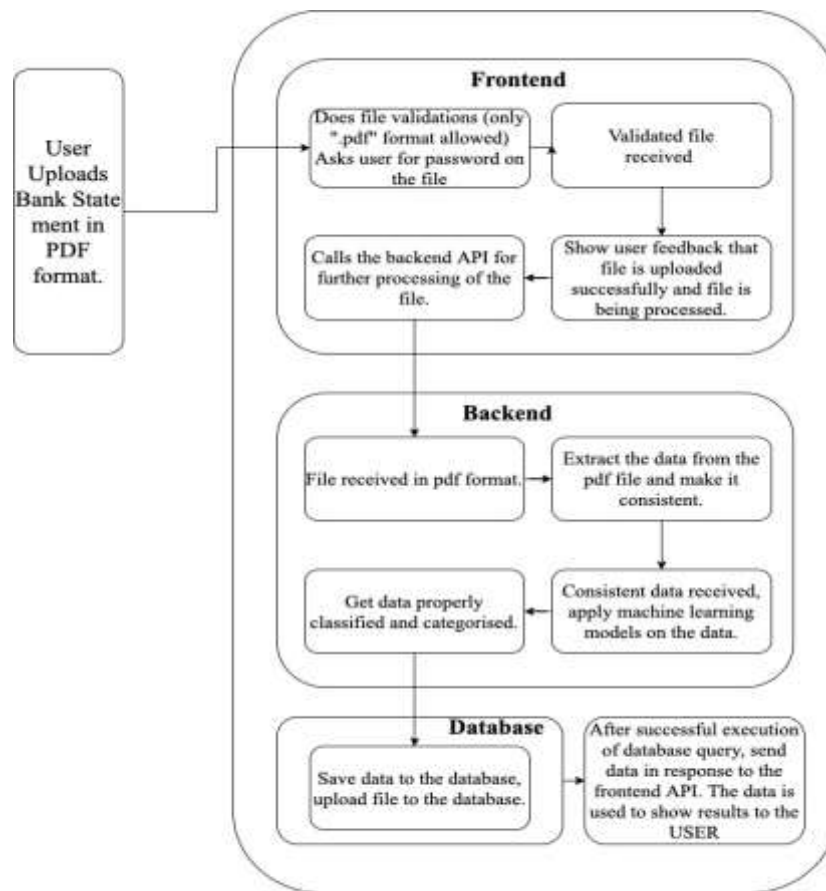 User
Uploads
Bank State
ment in
PDF
format.
Frontend
Does file validations (only
".pdf" format allowed)
Asks user for password on
the file
Validated file
received
Calls the backend API for
further processing of the
file.
Show user feedback that
file is uploaded
successfully and file is
being processed.
Backend
File received in pdf format.
Extract the data from the
pdf file and make it
consistent.
Get data properly
classified and categorised.
Consistent data received,
apply machine learning
models on the data.
Database
Save data to the database,
upload file to the database.
After successful execution
of database query, send
data in response to the
frontend API. The data is
used to show results to the
USER